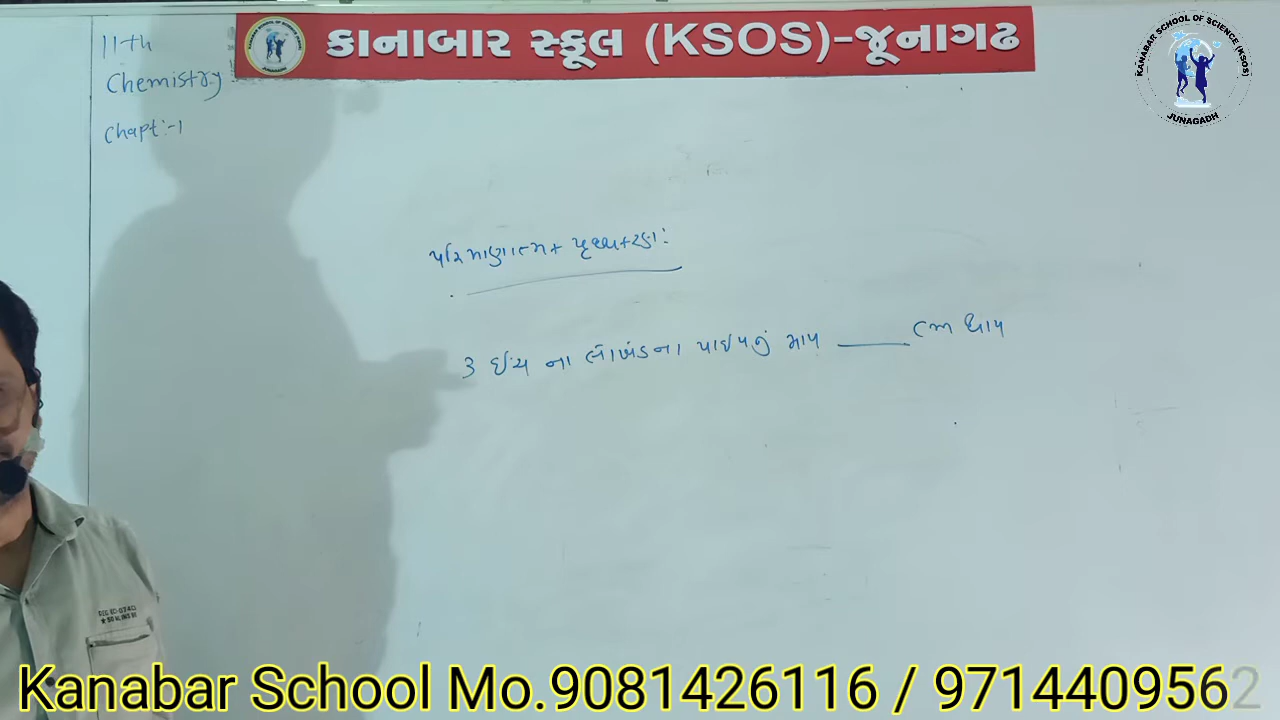 કાનાબાર સ્કૂલ (KSOS)-જૂનાગઢ
KANABAR SCHOOL OF SCIENCE (KSOS)
JUNAGADH
11th
Chemistry
Chapt:-1
પરિમાણાત્મક પૃથ્થકરણ:
3 ઈંચ ના લોખંડના પાઈપનું માપ ____ cm થાય
Kanabar School Mo.9081426116 / 9714409562